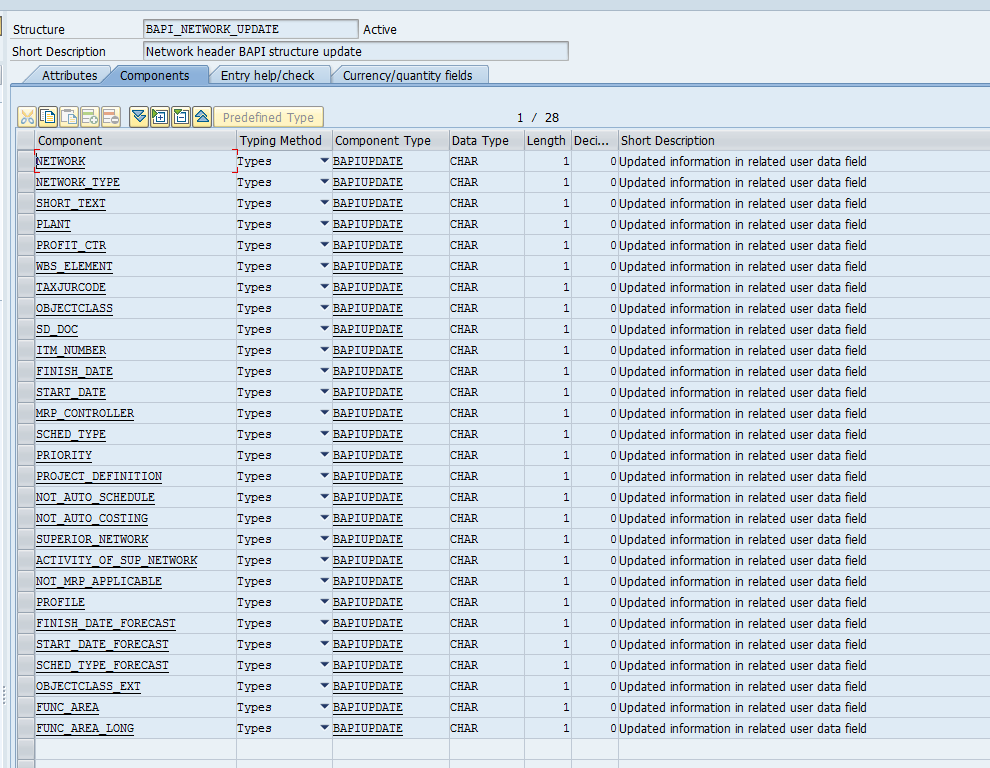 Structure BAPI_NETWORK_UPDATE Active
Short Description Network header BAPI structure update
Attributes Components Entry help/check Currency/quantity fields
Predefined Type 1 / 28
Component Typing Method Component Type Data Type Length Deci... Short Description
NETWORK Types BAPIUPDATE CHAR 1 0 Updated information in related user data field
NETWORK_TYPE Types BAPIUPDATE CHAR 1 0 Updated information in related user data field
SHORT_TEXT Types BAPIUPDATE CHAR 1 0 Updated information in related user data field
PLANT Types BAPIUPDATE CHAR 1 0 Updated information in related user data field
PROFIT_CTR Types BAPIUPDATE CHAR 1 0 Updated information in related user data field
WBS_ELEMENT Types BAPIUPDATE CHAR 1 0 Updated information in related user data field
TAXJURCODE Types BAPIUPDATE CHAR 1 0 Updated information in related user data field
OBJECTCLASS Types BAPIUPDATE CHAR 1 0 Updated information in related user data field
SD_DOC Types BAPIUPDATE CHAR 1 0 Updated information in related user data field
ITM_NUMBER Types BAPIUPDATE CHAR 1 0 Updated information in related user data field
FINISH_DATE Types BAPIUPDATE CHAR 1 0 Updated information in related user data field
START_DATE Types BAPIUPDATE CHAR 1 0 Updated information in related user data field
MRP_CONTROLLER Types BAPIUPDATE CHAR 1 0 Updated information in related user data field
SCHED_TYPE Types BAPIUPDATE CHAR 1 0 Updated information in related user data field
PRIORITY Types BAPIUPDATE CHAR 1 0 Updated information in related user data field
PROJECT_DEFINITION Types BAPIUPDATE CHAR 1 0 Updated information in related user data field
NOT_AUTO_SCHEDULE Types BAPIUPDATE CHAR 1 0 Updated information in related user data field
NOT_AUTO_COSTING Types BAPIUPDATE CHAR 1 0 Updated information in related user data field
SUPERIOR_NETWORK Types BAPIUPDATE CHAR 1 0 Updated information in related user data field
ACTIVITY_OF_SUP_NETWORK Types BAPIUPDATE CHAR 1 0 Updated information in related user data field
NOT_MRP_APPLICABLE Types BAPIUPDATE CHAR 1 0 Updated information in related user data field
PROFILE Types BAPIUPDATE CHAR 1 0 Updated information in related user data field
FINISH_DATE_FORECAST Types BAPIUPDATE CHAR 1 0 Updated information in related user data field
START_DATE_FORECAST Types BAPIUPDATE CHAR 1 0 Updated information in related user data field
SCHED_TYPE_FORECAST Types BAPIUPDATE CHAR 1 0 Updated information in related user data field
OBJECTCLASS_EXT Types BAPIUPDATE CHAR 1 0 Updated information in related user data field
FUNC_AREA Types BAPIUPDATE CHAR 1 0 Updated information in related user data field
FUNC_AREA_LONG Types BAPIUPDATE CHAR 1 0 Updated information in related user data field